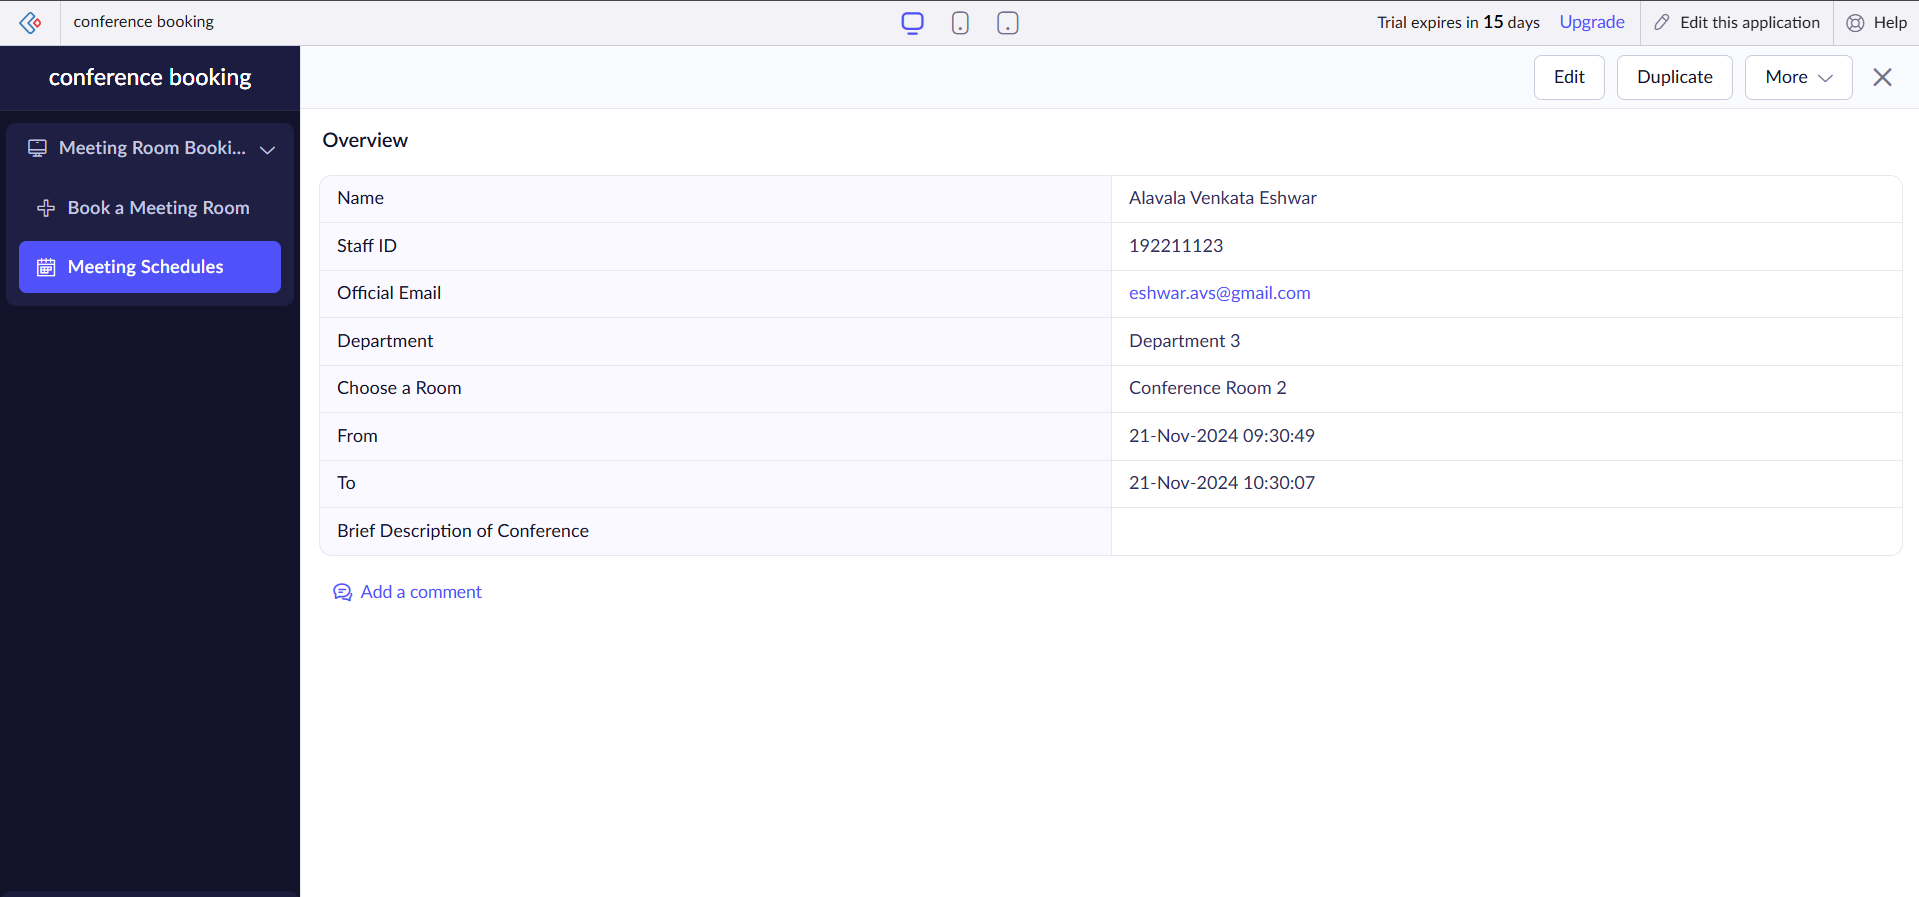 conference booking
Trial expires in 15 days Upgrade Edit this application Help
conference booking
Edit Duplicate More
Meeting Room Booki...
Book a Meeting Room
Meeting Schedules
Overview
Name Alavala Venkata Eshwar
Staff ID 192211123
Official Email eshwar.avs@gmail.com
Department Department 3
Choose a Room Conference Room 2
From 21-Nov-2024 09:30:49
To 21-Nov-2024 10:30:07
Brief Description of Conference
Add a comment